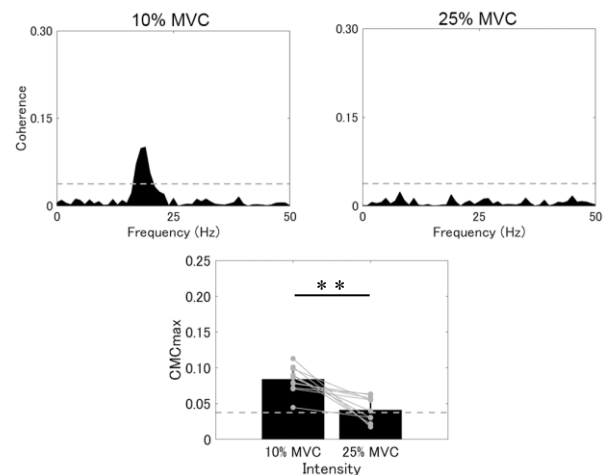 10% MVC
0.30
0.15
0
Coherence
0
25
50
Frequency (Hz)
25% MVC
0.30
0.15
0
0
25
50
Frequency (Hz)
0.25
0.20
0.15
0.10
0.05
0
CMCmax
**
10% MVC
25% MVC
Intensity